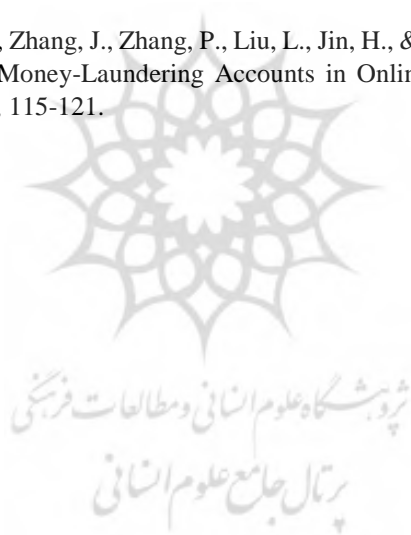 , Zhang, J., Zhang, P., Liu, L., Jin, H., &
Money-Laundering Accounts in Onlin
, 115-121.
پژوهشگاه علوم انسانی و مطالعات فرهنگی
پرتال جامع علوم انسانی